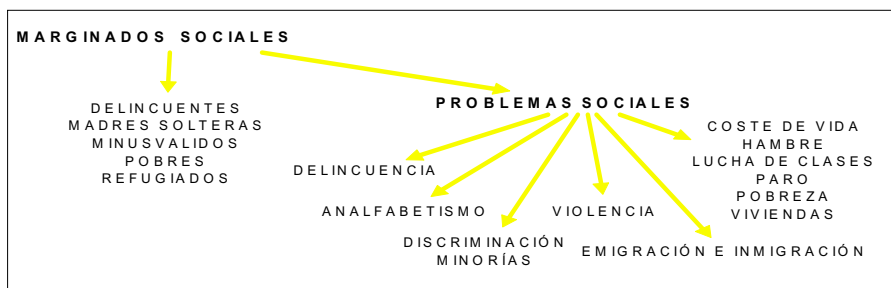 MARGINADOS SOCIALES
DELINCUENTES
MADRES SOLTERAS
MINUSVALIDOS
POBRES
REFUGIADOS
PROBLEMAS SOCIALES
DELINCUENCIA
ANALFABETISMO
DISCRIMINACIÓN
MINORÍAS
VIOLENCIA
EMIGRACIÓN E INMIGRACIÓN
COSTE DE VIDA
HAMBRE
LUCHA DE CLASES
PARO
POBREZA
VIVIENDAS